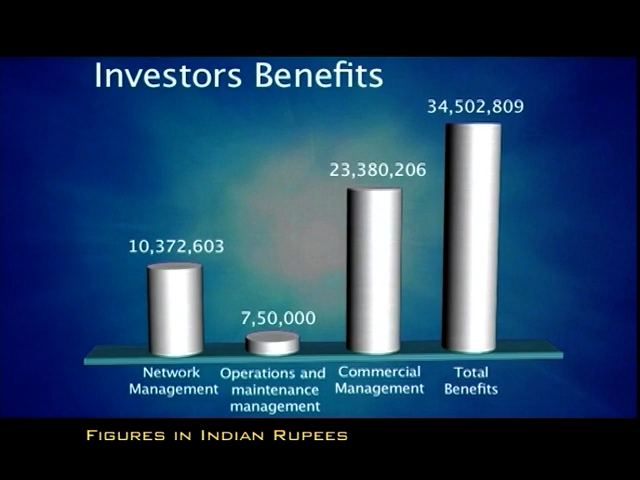 Investors Benefits
34,502,809
23,380,206
10,372,603
7,50,000
Network
Management
Operations and
maintenance
management
Commercial
Management
Total
Benefits
Figures in Indian Rupees